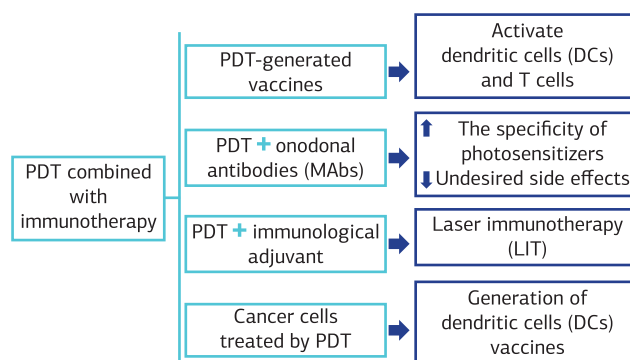 PDT combined
with
immunotherapy
PDT-generated
vaccines
Activate
dendritic cells (DCs)
and T cells
PDT + onodonal
antibodies (MAbs)
The specificity of
photosensitizers
Undesired side effects
PDT + immunological
adjuvant
Laser immunotherapy
(LIT)
Cancer cells
treated by PDT
Generation of
dendritic cells (DCs)
vaccines